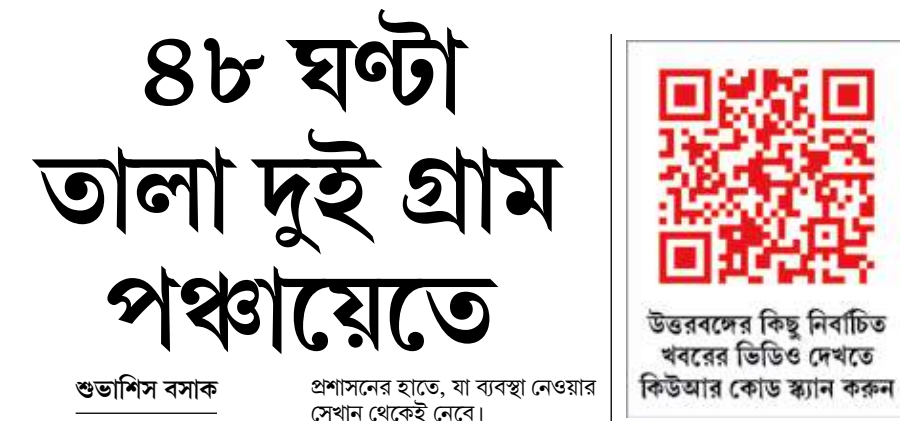 ৪৮ ঘণ্টা
তালা দুই গ্রাম
পঞ্চায়েতে
শুভাশিস বসাক
প্রশাসনের হাতে, যা ব্যবস্থা নেওয়ার
সেখান থেকেই নেবে।
উত্তরবঙ্গের কিছু নির্বাচিত
খবরের ভিডিও দেখতে
কিউআর কোড স্ক্যান করুন